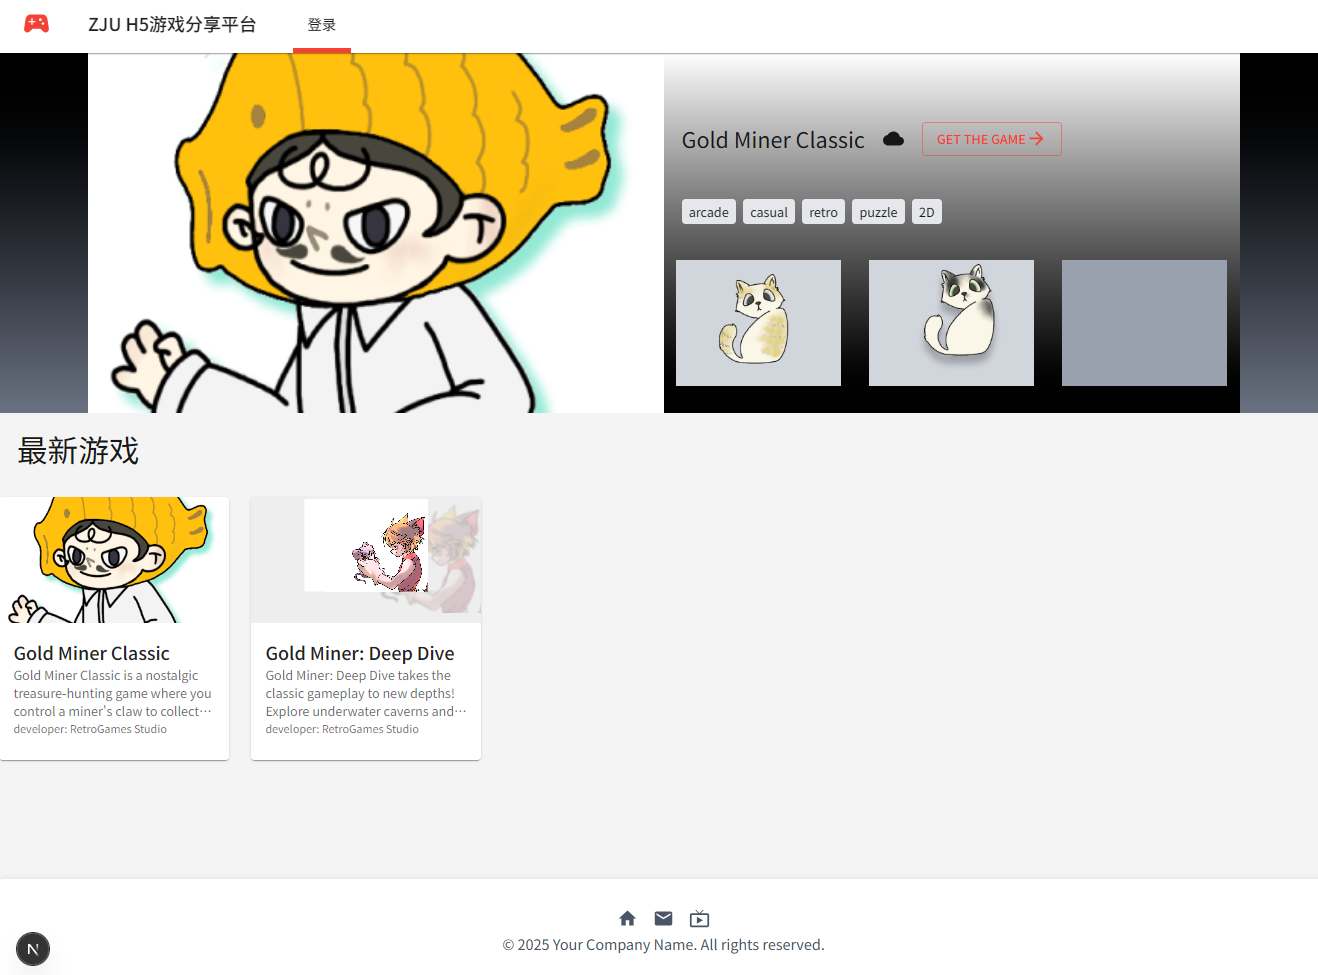 ZJU H5游戏分享平台
登录
Gold Miner Classic
GET THE GAME
arcade
casual
retro
puzzle
2D
最新游戏
Gold Miner Classic
Gold Miner Classic is a nostalgic
treasure-hunting game where you
control a miner's claw to collect…
developer: RetroGames Studio
Gold Miner: Deep Dive
Gold Miner: Deep Dive takes the
classic gameplay to new depths!
Explore underwater caverns and…
developer: RetroGames Studio
© 2025 Your Company Name. All rights reserved.
N